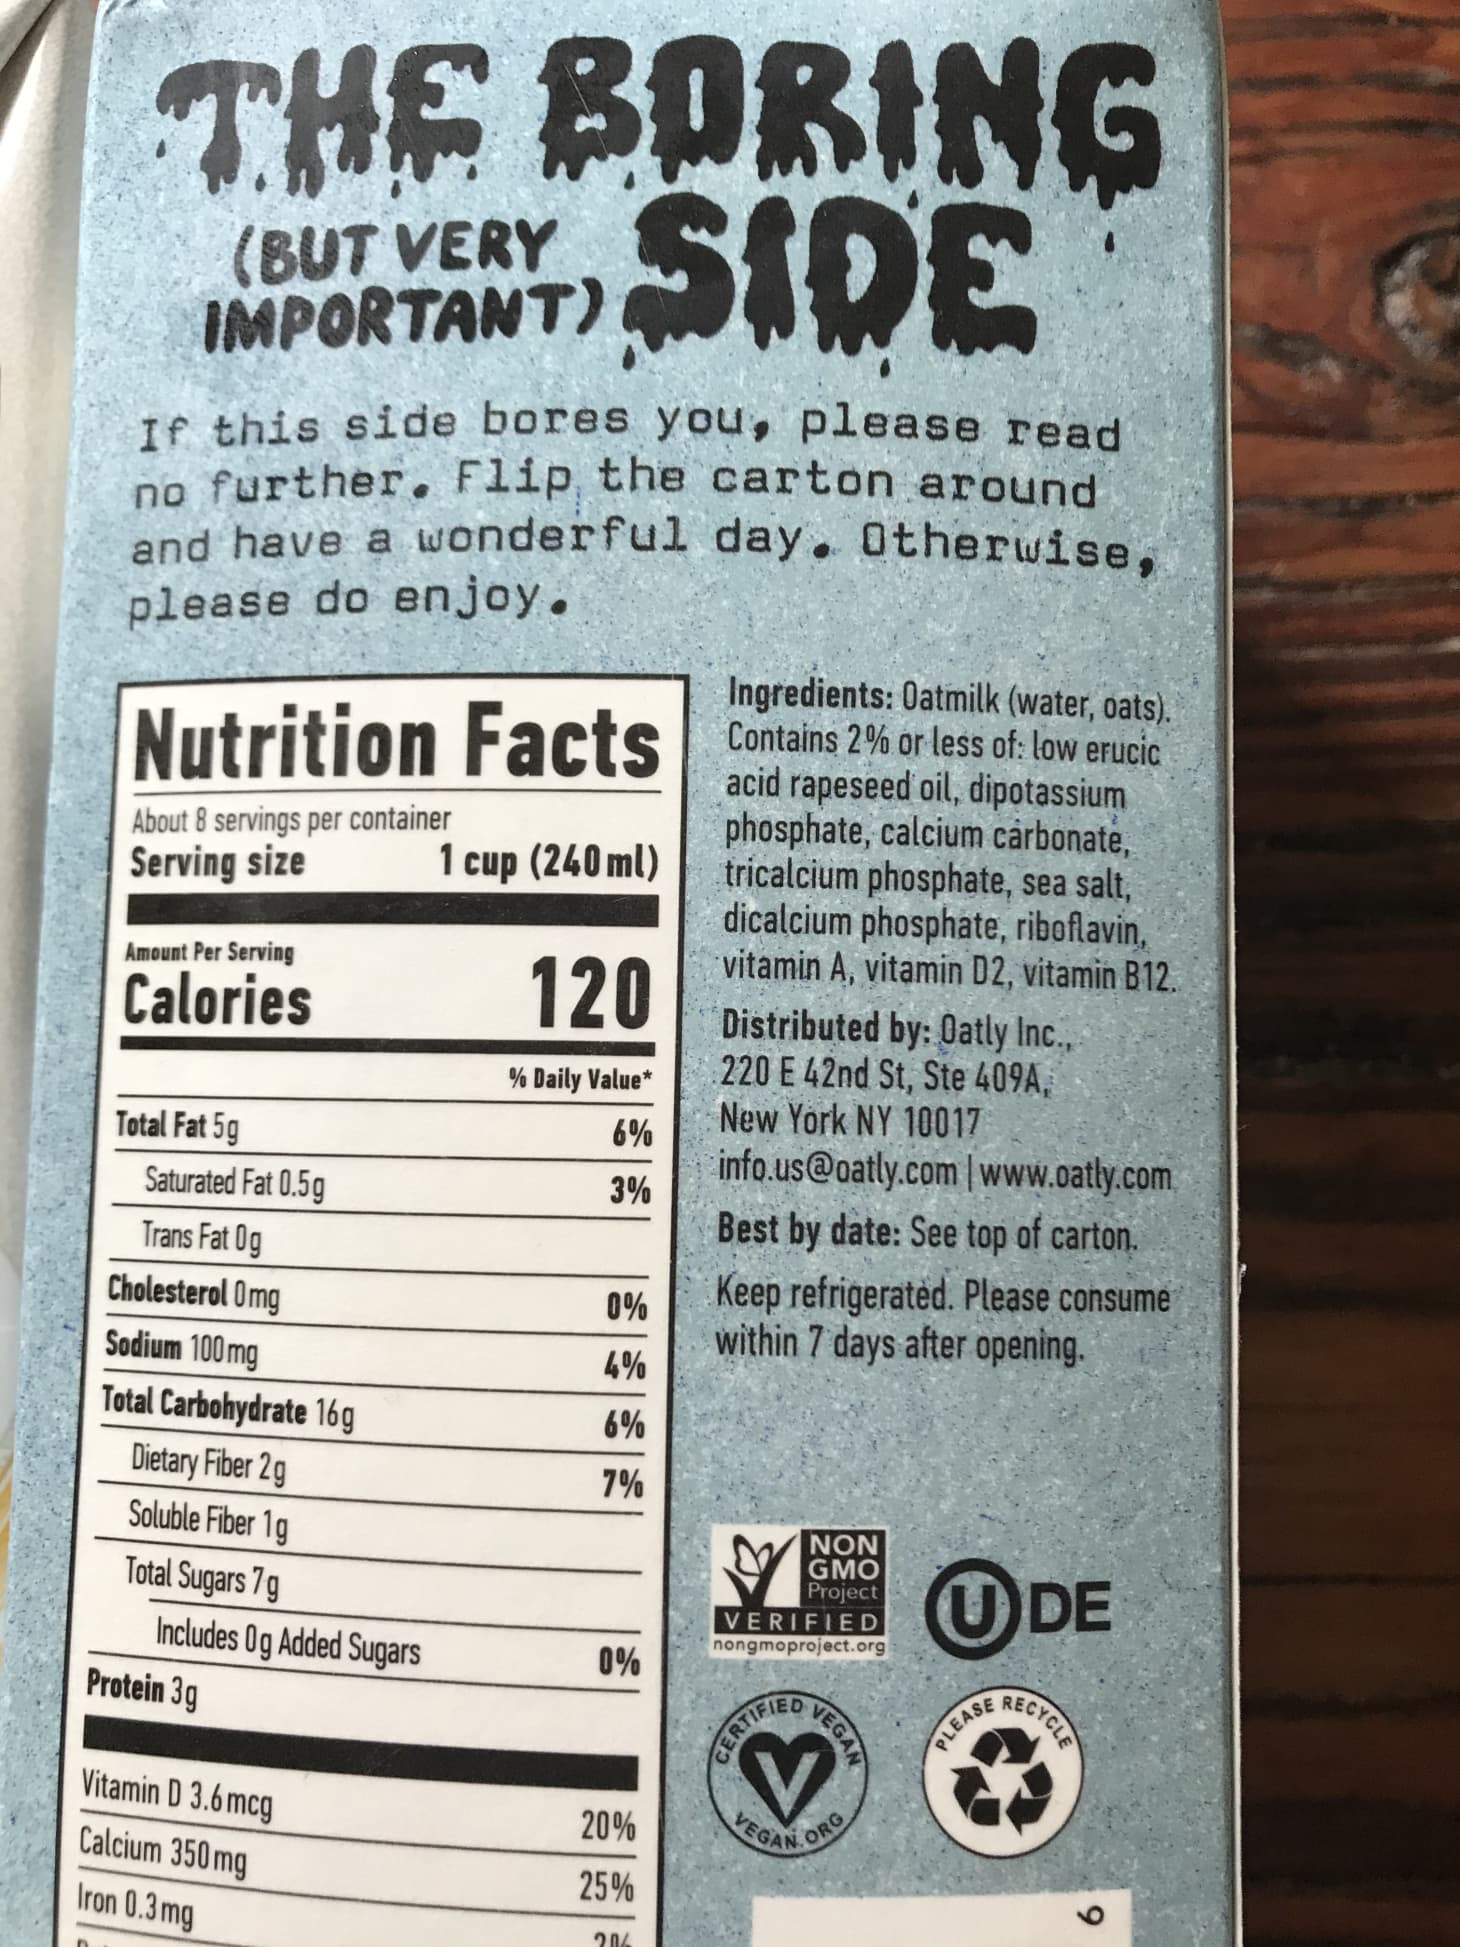 THE BORING
(BUT VERY
IMPORTANT) SIDE
If this side bores you, please read
no further. Flip the carton around
and have a wonderful day. Otherwise,
please do enjoy.
Nutrition Facts
About 8 servings per container
Serving size 1 cup (240 ml)
Amount Per Serving
Calories 120
% Daily Value*
Total Fat 5g 6%
Saturated Fat 0.5g 3%
Trans Fat 0g
Cholesterol 0mg 0%
Sodium 100mg 4%
Total Carbohydrate 16g 6%
Dietary Fiber 2g 7%
Soluble Fiber 1g
Total Sugars 7g
Includes 0g Added Sugars 0%
Protein 3g
Vitamin D 3.6mcg 20%
Calcium 350mg 25%
Iron 0.3mg
Ingredients: Oatmilk (water, oats).
Contains 2% or less of: low erucic
acid rapeseed oil, dipotassium
phosphate, calcium carbonate,
tricalcium phosphate, sea salt,
dicalcium phosphate, riboflavin,
vitamin A, vitamin D2, vitamin B12.
Distributed by: Oatly Inc.,
220 E 42nd St, Ste 409A,
New York NY 10017
info.us@oatly.com | www.oatly.com
Best by date: See top of carton.
Keep refrigerated. Please consume
within 7 days after opening.
NON
GMO
Project
VERIFIED
nongmoproject.org
U DE
CERTIFIED VEGAN
V
VEGAN.ORG
PLEASE RECYCLE
9